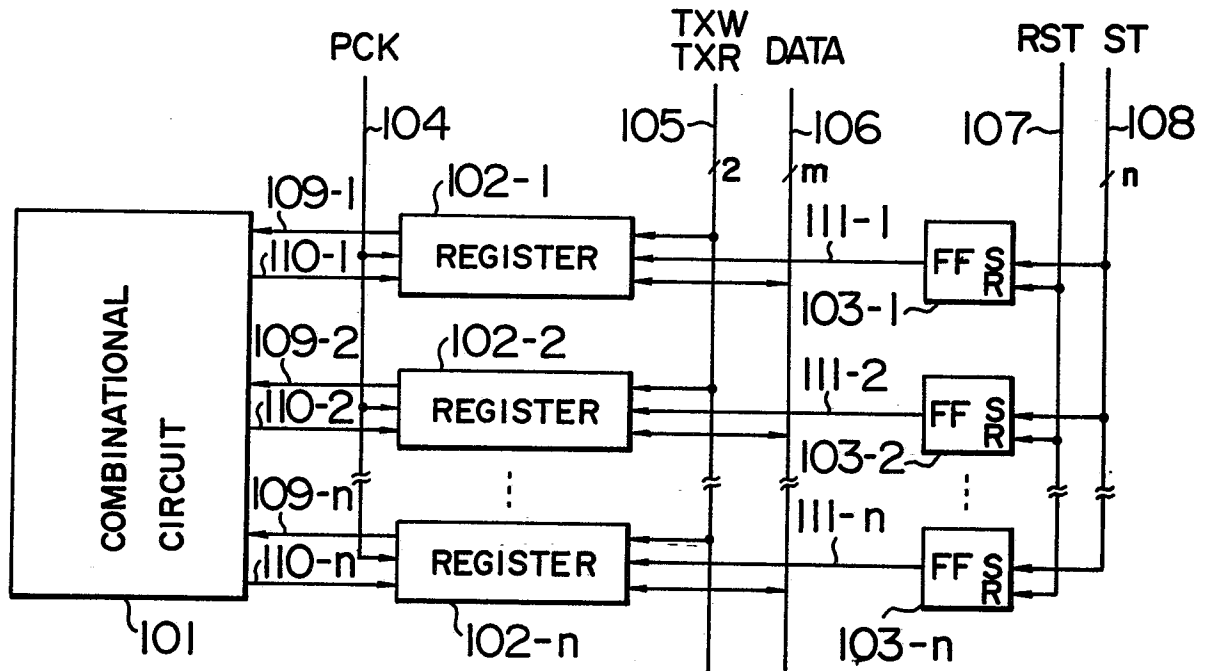 TXW
PCK TXR DATA RST ST
104 105 106 107 108
2 m n
109-1 102-1 111-1
110-1 REGISTER FF S
R
103-1
109-2 102-2 111-2
110-2 REGISTER FF S
R
103-2
COMBINATIONAL
CIRCUIT
109-n 111-n
110-n REGISTER FF S
R
101 102-n 103-n